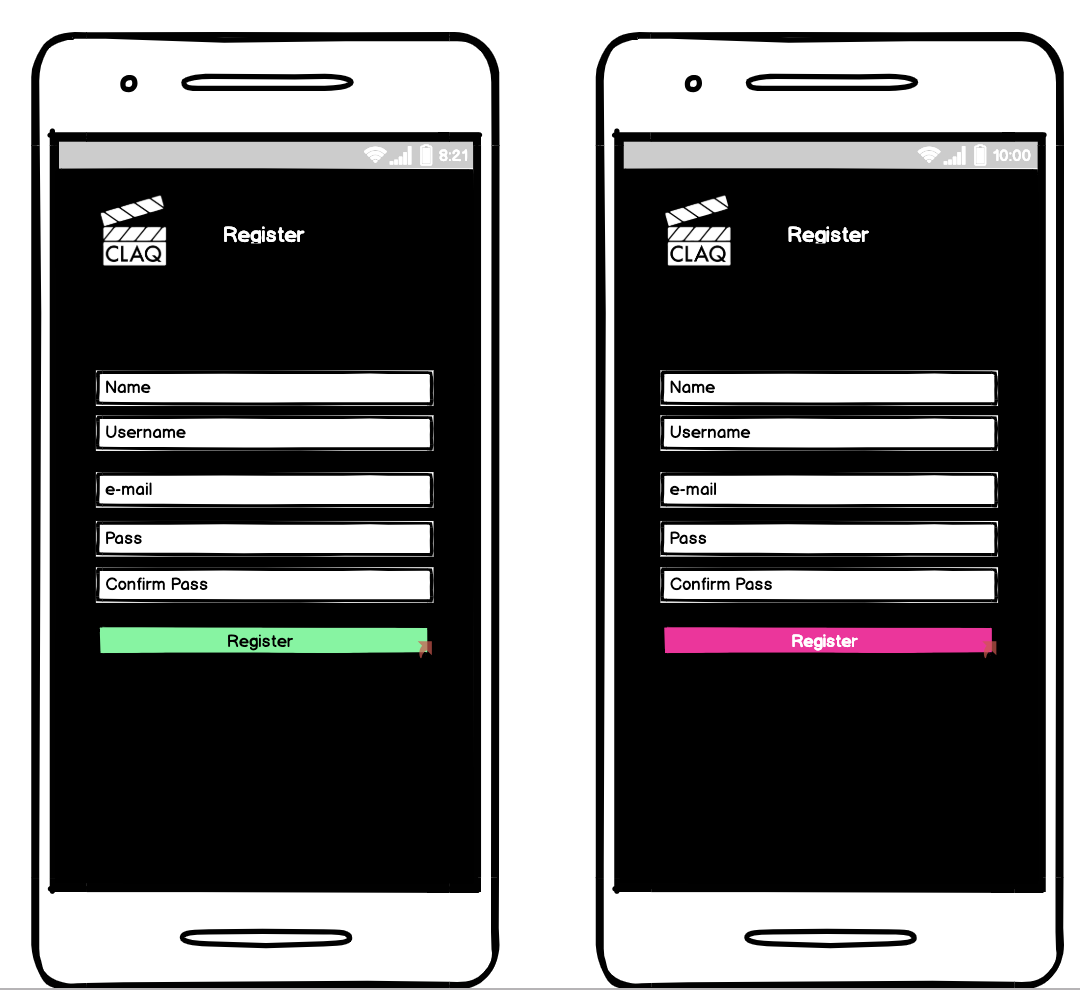 8:21
CLAQ
Register
Name
Username
e-mail
Pass
Confirm Pass
Register
10:00
CLAQ
Register
Name
Username
e-mail
Pass
Confirm Pass
Register